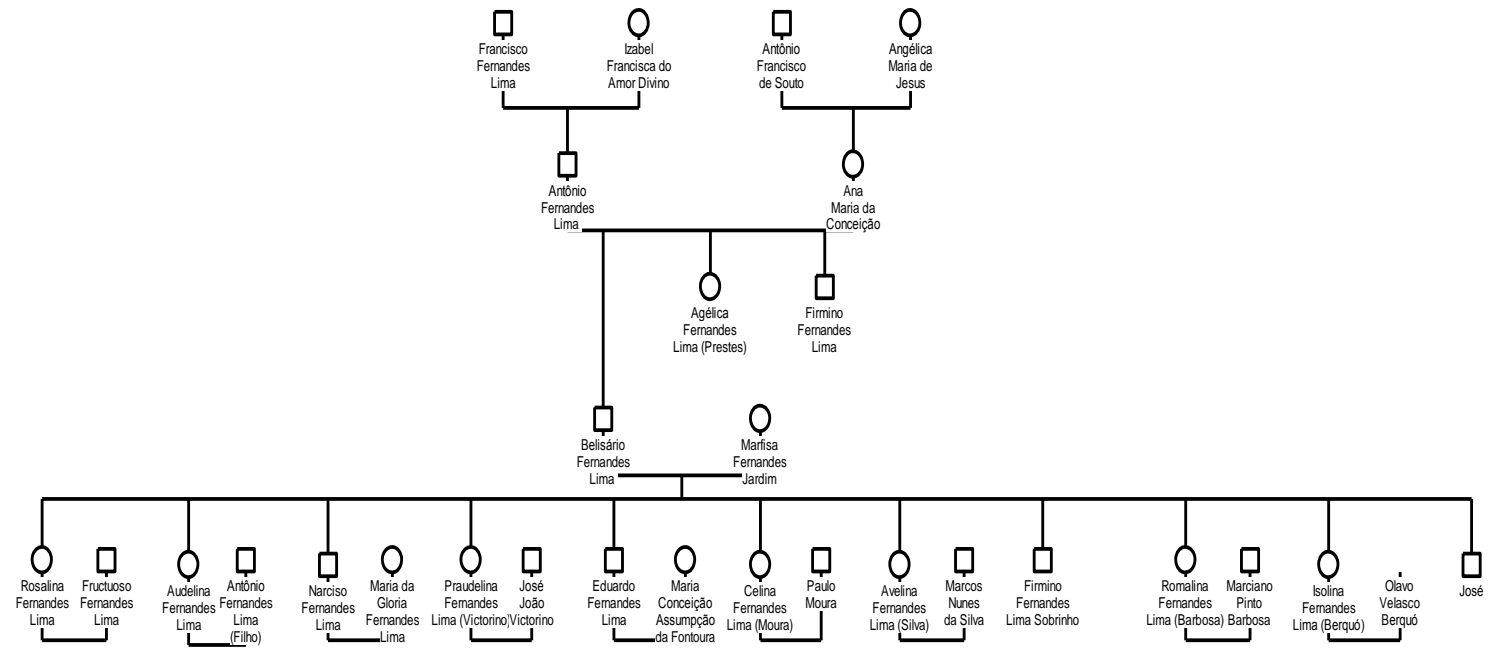 Francisco
Fernandes
Lima
Izabel
Francisca do
Amor Divino
Antônio
Francisco
de Souto
Angélica
Maria de
Jesus
Antônio
Fernandes
Lima
Ana
Maria da
Conceição
Agélica
Fernandes
Lima (Prestes)
Firmino
Fernandes
Lima
Belisário
Fernandes
Lima
Marfisa
Fernandes
Jardim
Rosalina
Fernandes
Lima
Fructuoso
Fernandes
Lima
Audelina
Fernandes
Lima
Antônio
Fernandes
Lima
(Filho)
Narciso
Fernandes
Lima
Maria da
Gloria
Fernandes
Lima
Praudelina
Fernandes
Lima (Victorino)
José
João
Victorino
Eduardo
Fernandes
Lima
Maria
Conceição
Assumpção
da Fontoura
Celina
Fernandes
Lima (Moura)
Paulo
Moura
Avelina
Fernandes
Lima (Silva)
Marcos
Nunes
da Silva
Firmino
Fernandes
Lima Sobrinho
Romalina
Fernandes
Lima (Barbosa)
Marciano
Pinto
Barbosa
Isolina
Fernandes
Lima (Berquó)
Olavo
Velasco
Berquó
José